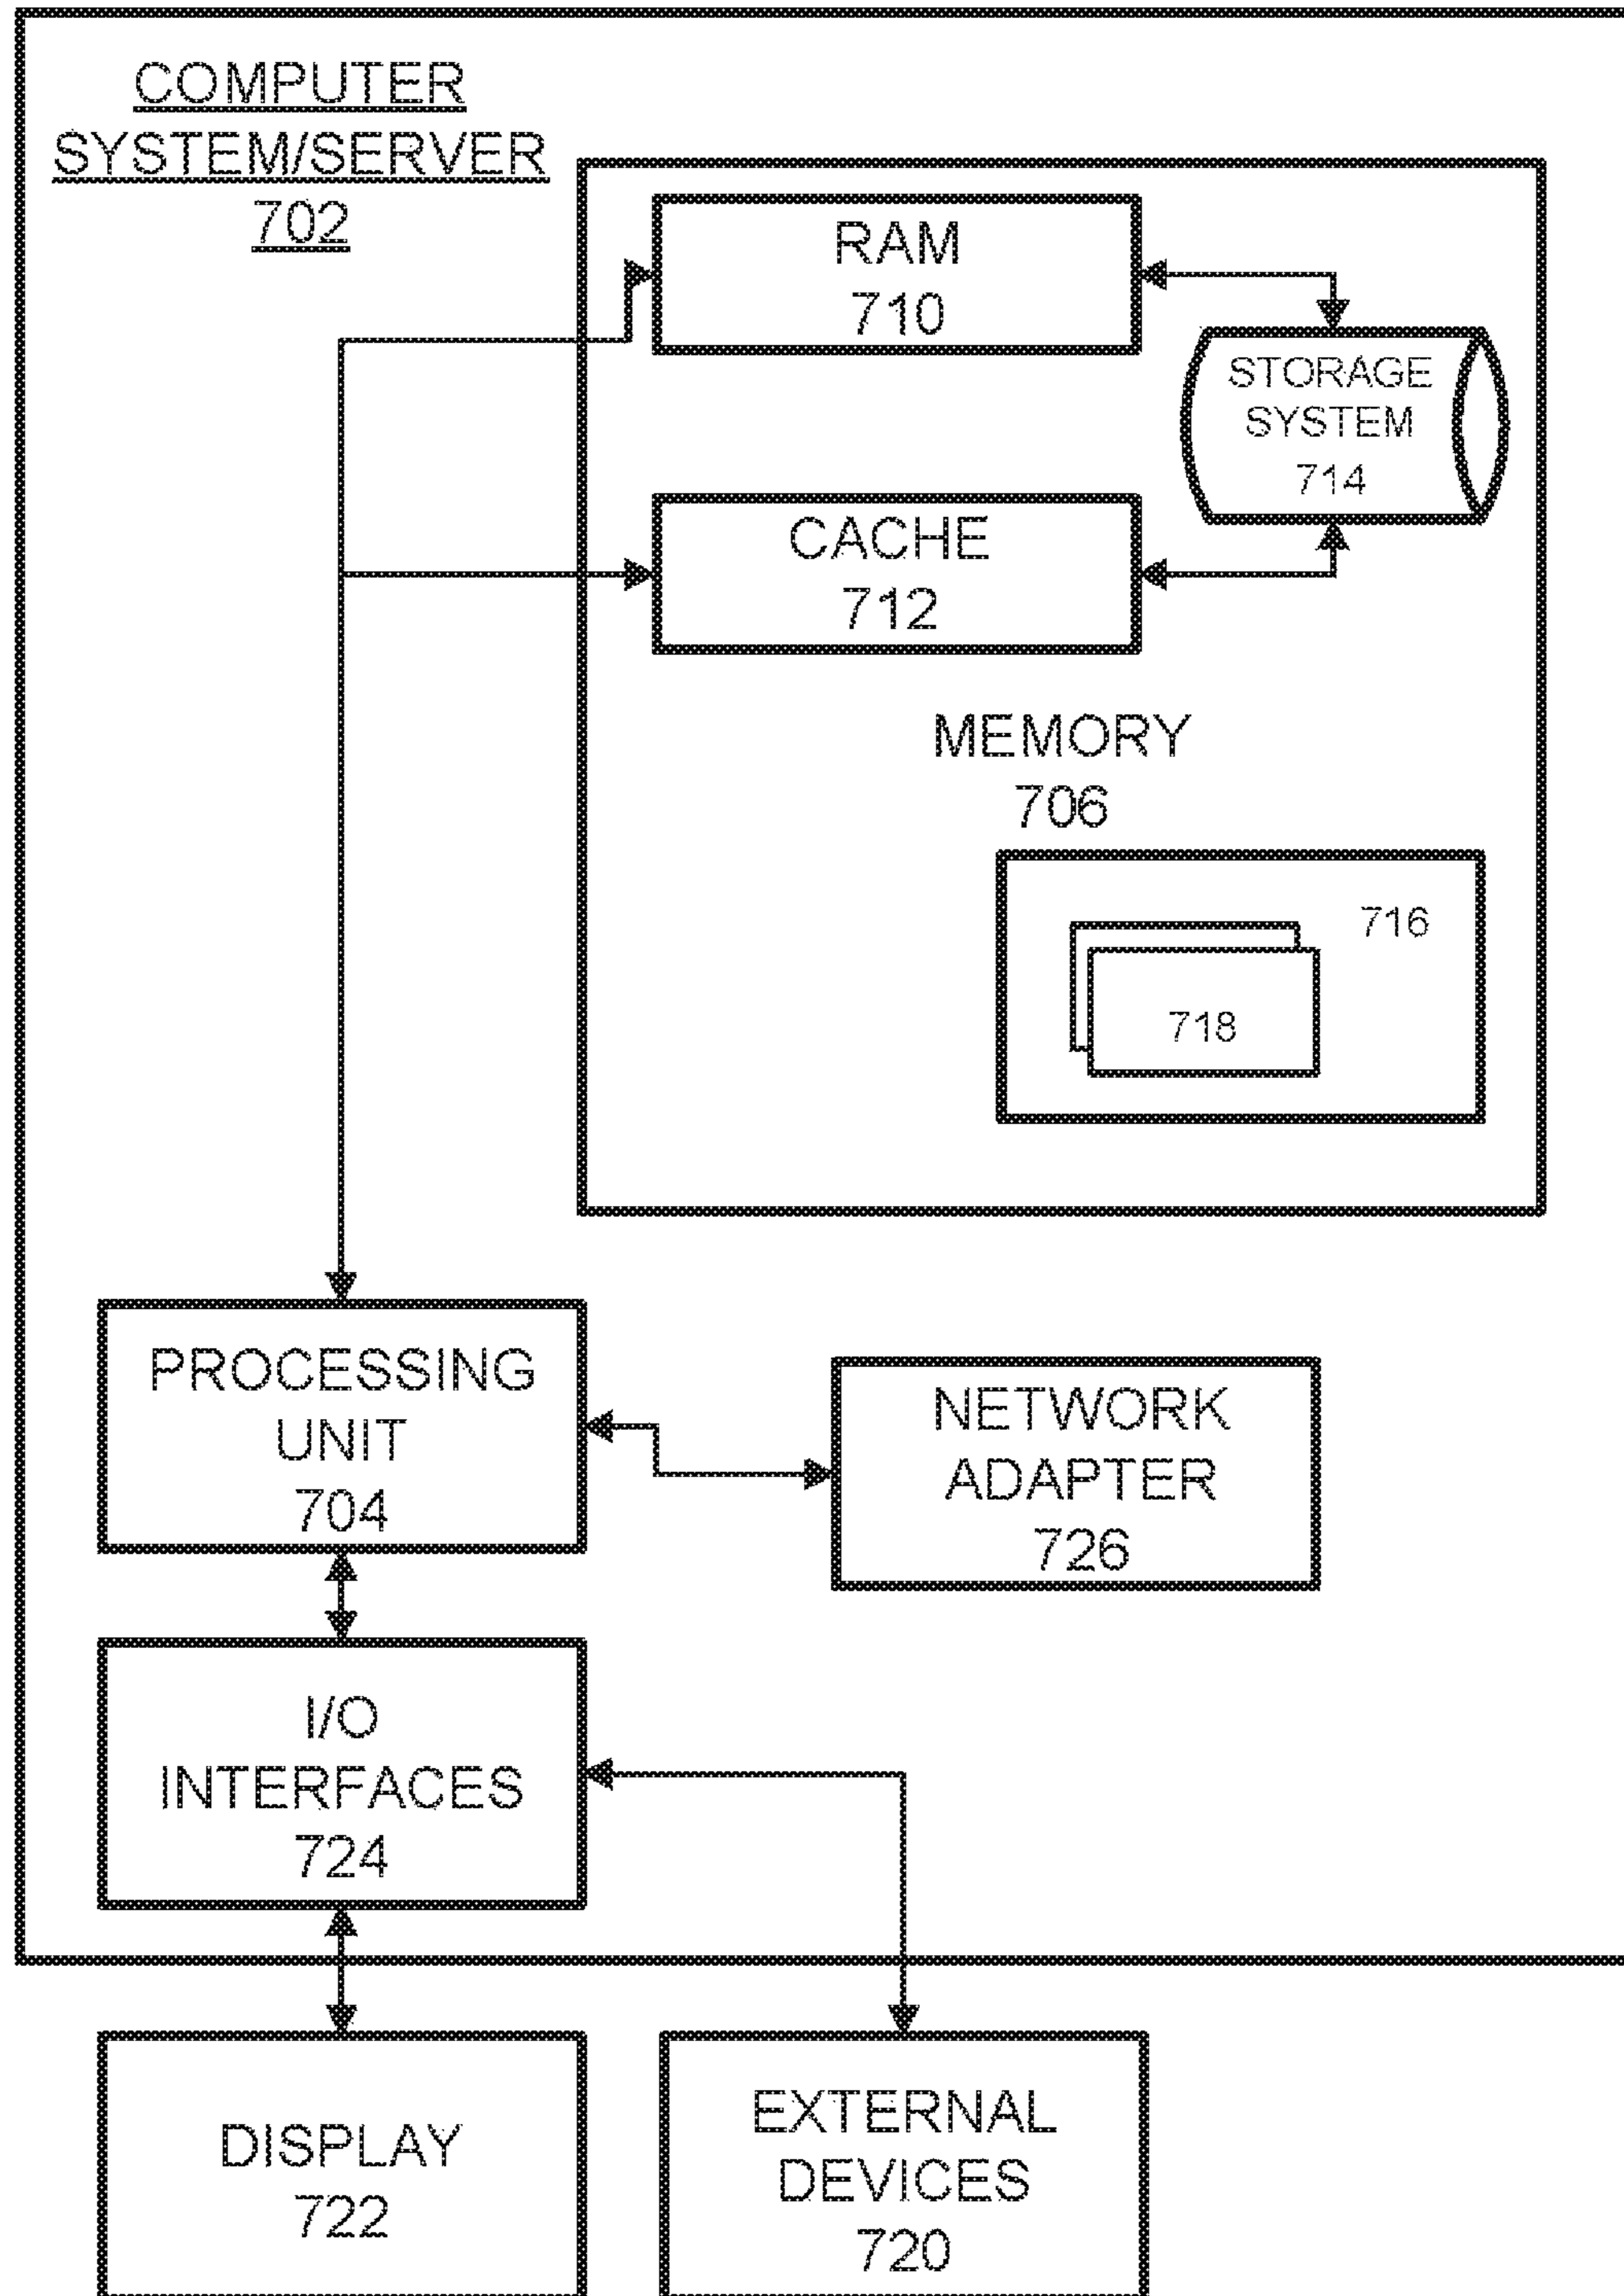 COMPUTER
SYSTEM/SERVER
702
RAM
710
STORAGE
SYSTEM
714
CACHE
712
MEMORY
706
716
718
PROCESSING
UNIT
704
NETWORK
ADAPTER
726
I/O
INTERFACES
724
DISPLAY
722
EXTERNAL
DEVICES
720